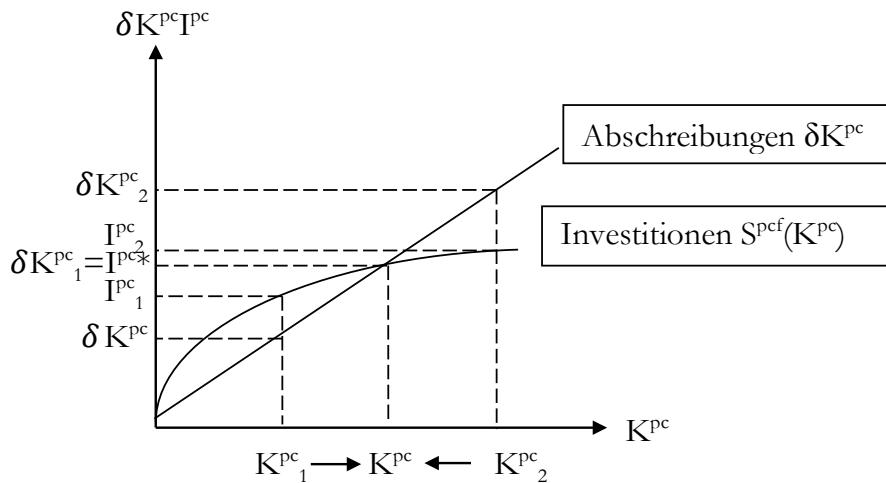 δK^pc I^pc
Abschreibungen δK^pc
δK^pc_2
I^pc_2
Investitionen S^pcf(K^pc)
δK^pc_1=I^pc*
I^pc_1
δK^pc
K^pc
K^pc_1 → K^pc ← K^pc_2